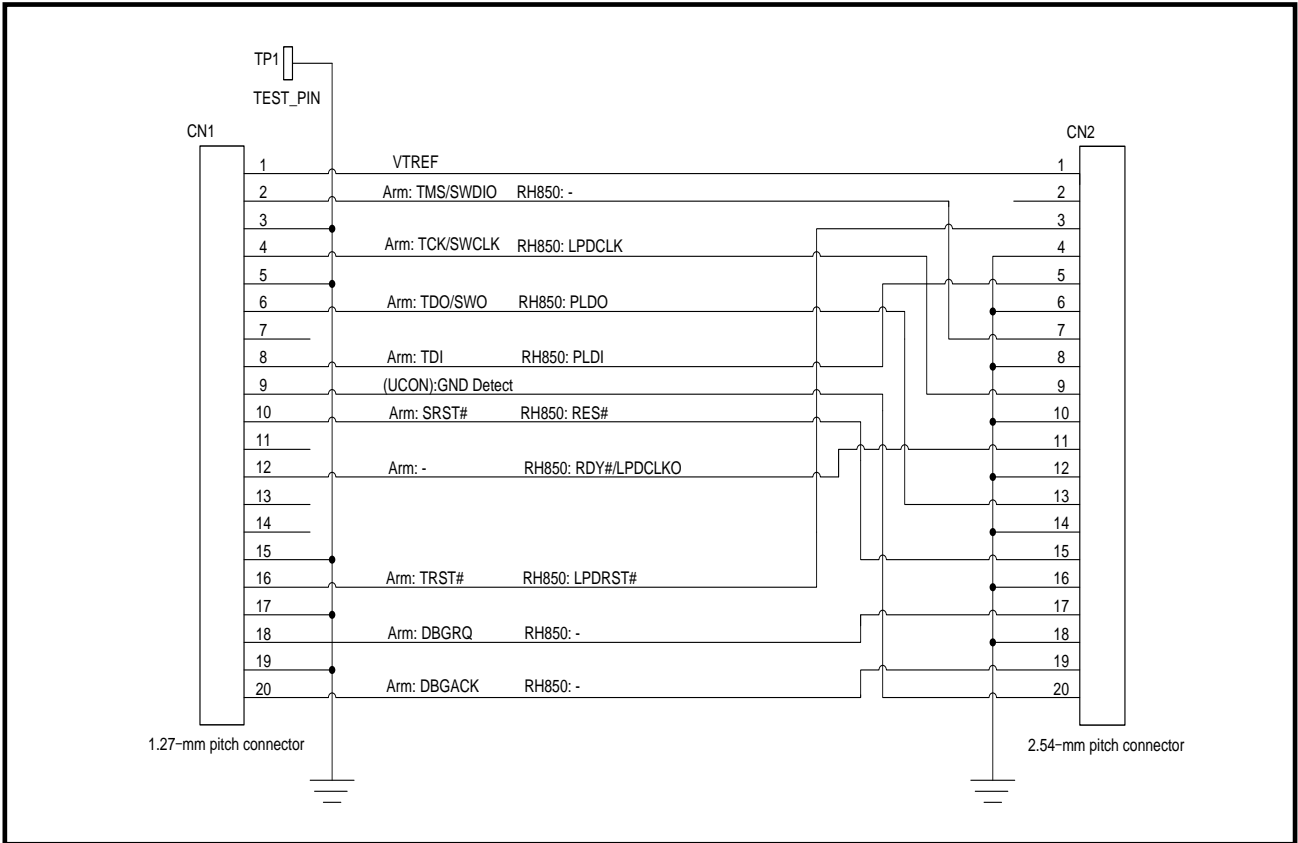 TP1
TEST_PIN
CN1 CN2
1 VTREF 1
2 Arm: TMS/SWDIO RH850: - 2
3 3
4 Arm: TCK/SWCLK RH850: LPDCLK 4
5 5
6 Arm: TDO/SWO RH850: PLDO 6
7 7
8 Arm: TDI RH850: PLDI 8
9 (UCON):GND Detect 9
10 Arm: SRST# RH850: RES# 10
11 11
12 Arm: - RH850: RDY#/LPDCLKO 12
13 13
14 14
15 15
16 Arm: TRST# RH850: LPDRST# 16
17 17
18 Arm: DBGRQ RH850: - 18
19 19
20 Arm: DBGACK RH850: - 20
1.27-mm pitch connector 2.54-mm pitch connector